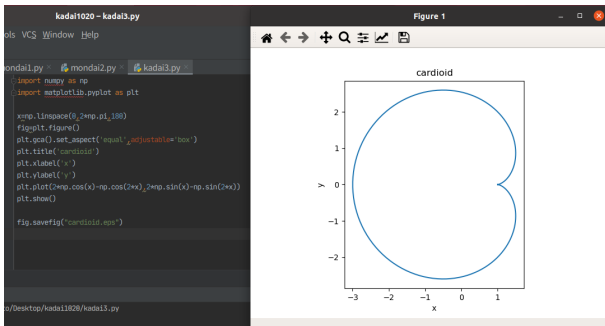 kadai1020 – kadai3.py
Figure 1
ols VCS Window Help
mondai1.py × mondai2.py × kadai3.py ×
import numpy as np
import matplotlib.pyplot as plt
x=np.linspace(0,2*np.pi,100)
fig=plt.figure()
plt.gca().set_aspect('equal',adjustable='box')
plt.title('cardioid')
plt.xlabel('x')
plt.ylabel('y')
plt.plot(2*np.cos(x)-np.cos(2*x),2*np.sin(x)-np.sin(2*x))
plt.show()
fig.savefig("cardioid.eps")
o/Desktop/kadai1020/kadai3.py
cardioid
2
1
0
−1
−2
y
−3 −2 −1 0 1
x